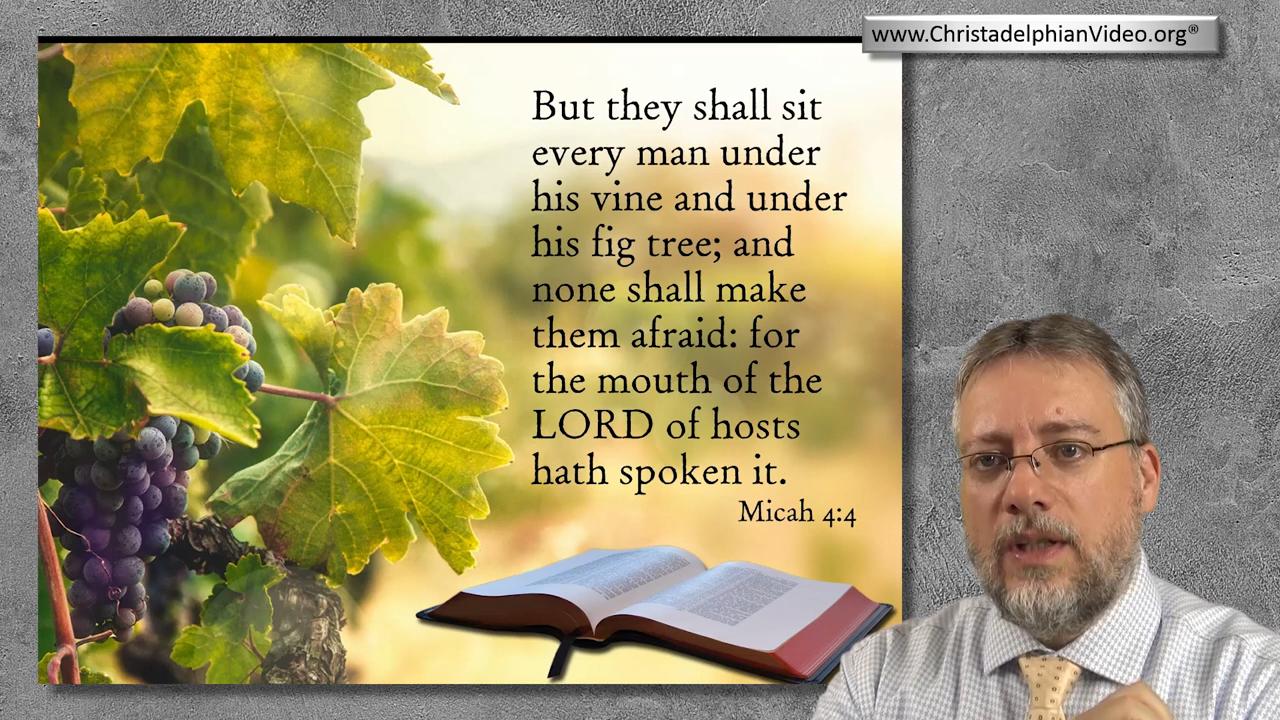 www.ChristadelphianVideo.org®
But they shall sit
every man under
his vine and under
his fig tree; and
none shall make
them afraid: for
the mouth of the
LORD of hosts
hath spoken it.
Micah 4:4